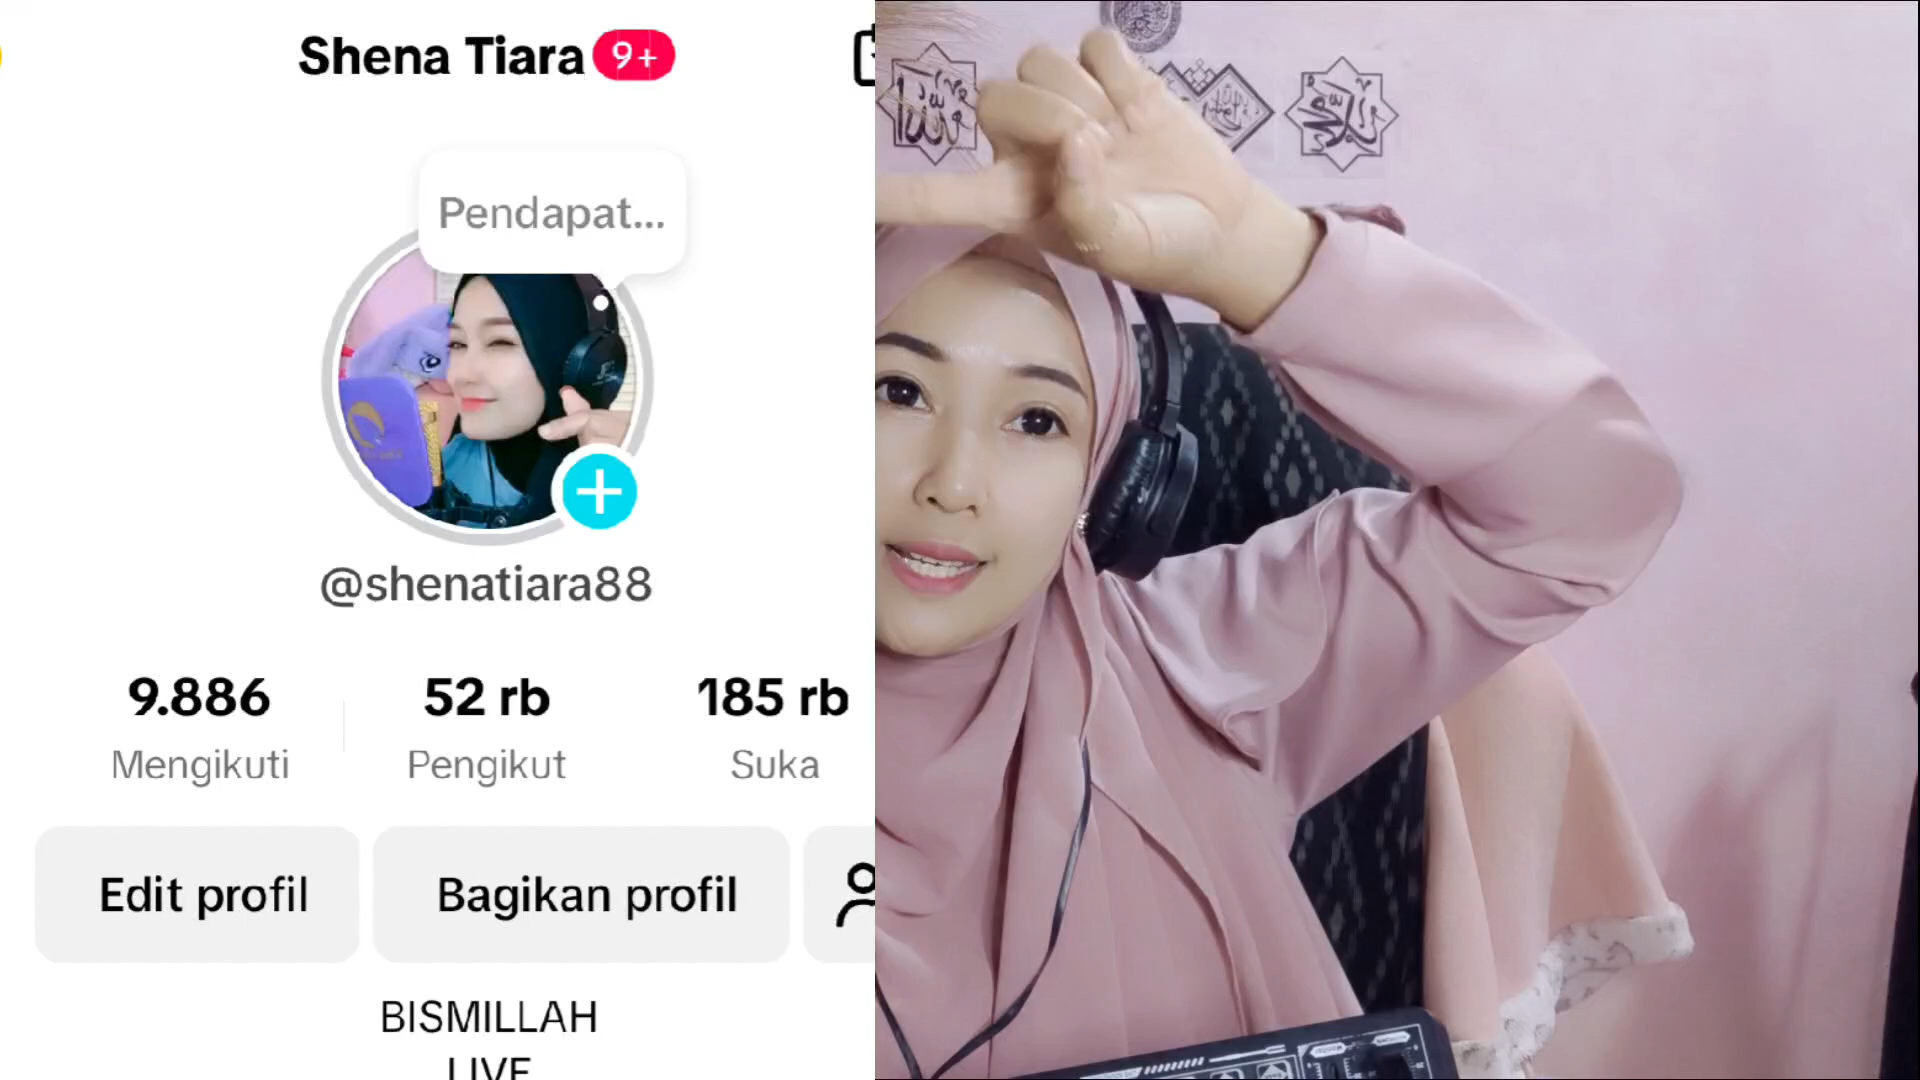 Shena Tiara 9+
Pendapat...
@shenatiara88
9.886 52 rb 185 rb
Mengikuti Pengikut Suka
Edit profil Bagikan profil
BISMILLAH
LIVE